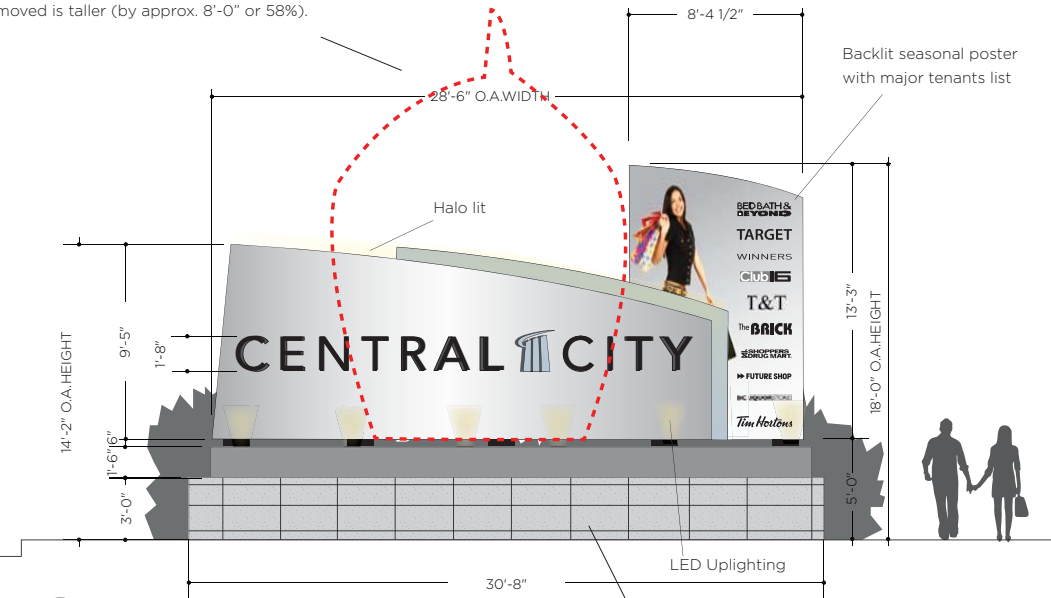 moved is taller (by approx. 8'-0" or 58%).
8'-4 1/2"
Backlit seasonal poster
with major tenants list
28'-6" O.A.WIDTH
Halo lit
BED BATH &
BEYOND
TARGET
WINNERS
Club16
T&T
The BRICK
SHOPPERS
DRUG MART
FUTURE SHOP
BC LIQUORSTORE
Tim Hortons
CENTRAL CITY
14'-2" O.A.HEIGHT
9'-5"
1'-8"
6"
1'-6"
3'-0"
13'-3"
18'-0" O.A.HEIGHT
5'-0"
LED Uplighting
30'-8"